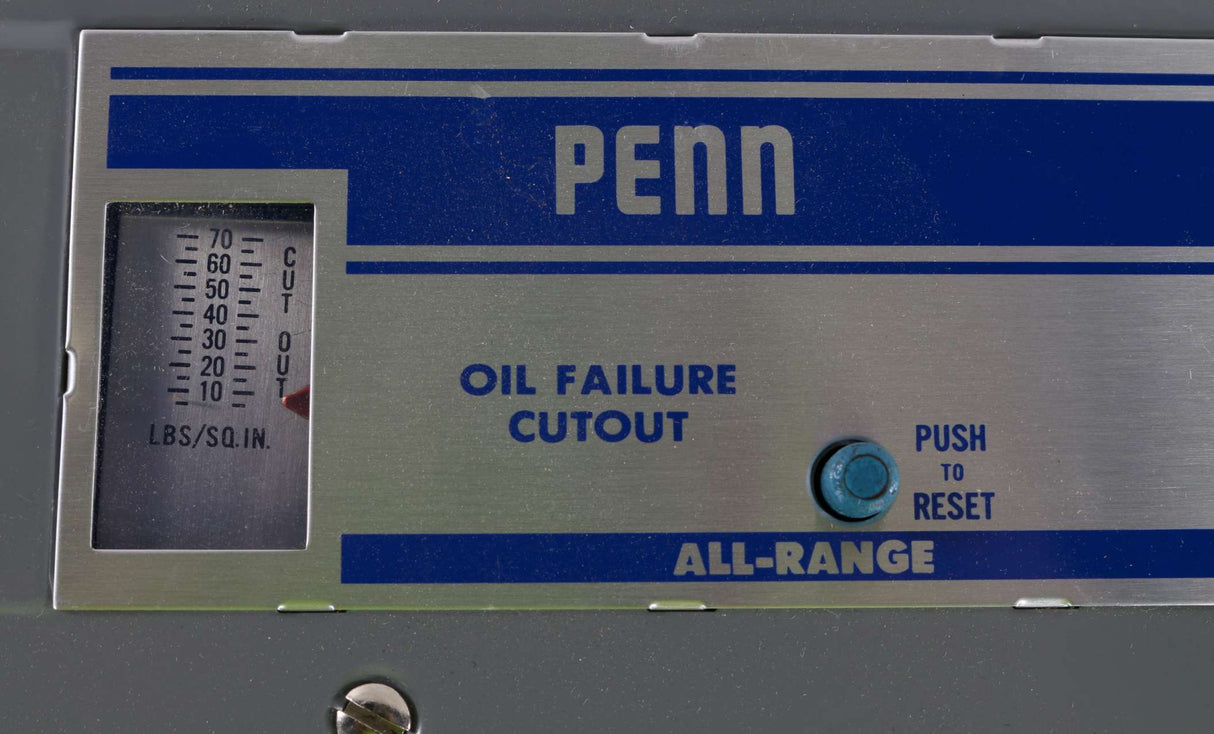 PENN
70
60
50
40
30
20
10
CUT OUT
LBS/SQ.IN.
OIL FAILURE
CUTOUT
PUSH
TO
RESET
ALL-RANGE